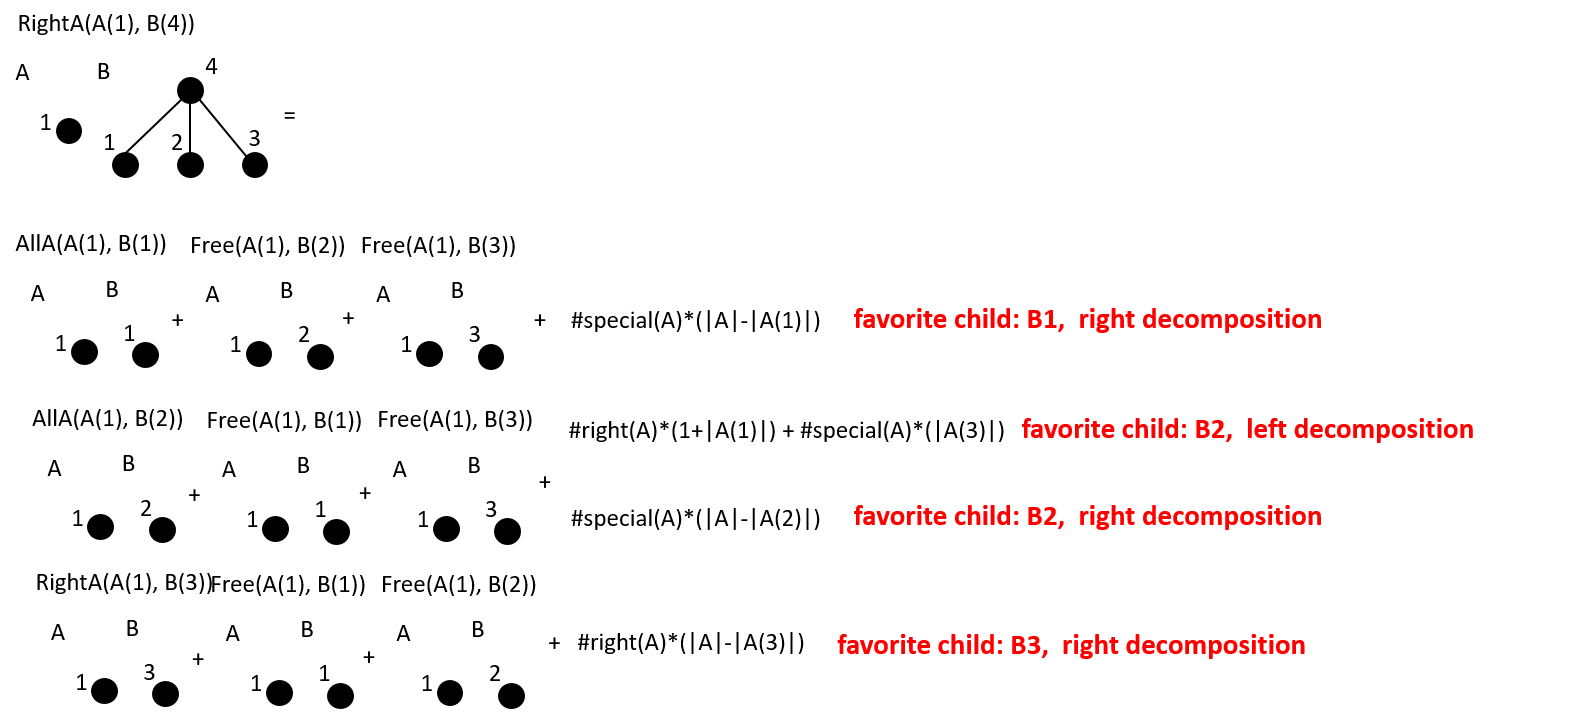 RightA(A(1), B(4))
A B 4
1 1 2 3 =
AllA(A(1), B(1)) Free(A(1), B(2)) Free(A(1), B(3))
A B A B A B
1 1 + 1 2 + 1 3 + #special(A)*(|A|-|A(1)|) favorite child: B1, right decomposition
AllA(A(1), B(2)) Free(A(1), B(1)) Free(A(1), B(3))
#right(A)*(1+|A(1)|) + #special(A)*(|A(3)|) favorite child: B2, left decomposition
A B A B A B
1 2 + 1 1 + 1 3 +
#special(A)*(|A|-|A(2)|) favorite child: B2, right decomposition
RightA(A(1), B(3)) Free(A(1), B(1)) Free(A(1), B(2))
A B A B A B
1 3 + 1 1 + 1 2 + #right(A)*(|A|-|A(3)|) favorite child: B3, right decomposition